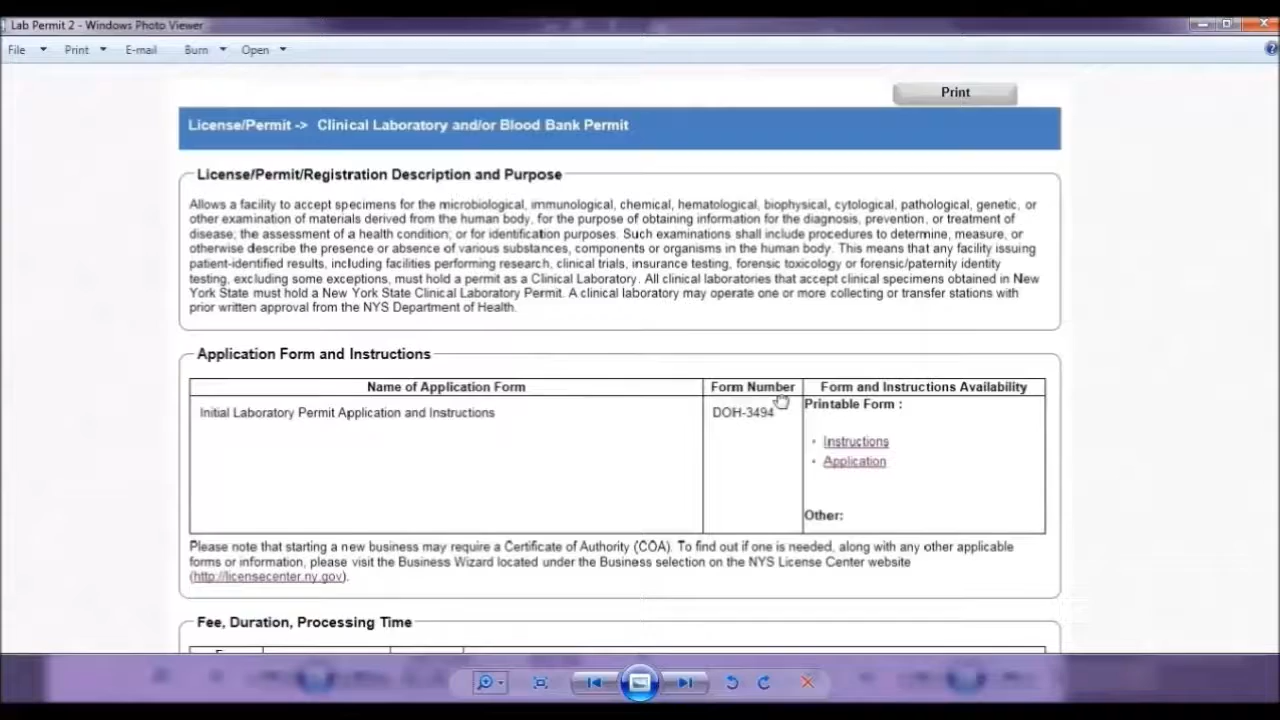 Lab Permit 2 - Windows Photo Viewer
File Print E-mail Burn Open
Print
License/Permit -> Clinical Laboratory and/or Blood Bank Permit
License/Permit/Registration Description and Purpose
Allows a facility to accept specimens for the microbiological, immunological, chemical, hematological, biophysical, cytological, pathological, genetic, or
other examination of materials derived from the human body, for the purpose of obtaining information for the diagnosis, prevention, or treatment of
disease; the assessment of a health condition; or for identification purposes. Such examinations shall include procedures to determine, measure, or
otherwise describe the presence or absence of various substances, components or organisms in the human body. This means that any facility issuing
patient-identified results, including facilities performing research, clinical trials, insurance testing, forensic toxicology or forensic/paternity identity
testing, excluding some exceptions, must hold a permit as a Clinical Laboratory. All clinical laboratories that accept clinical specimens obtained in New
York State must hold a New York State Clinical Laboratory Permit. A clinical laboratory may operate one or more collecting or transfer stations with
prior written approval from the NYS Department of Health.
Application Form and Instructions
Name of Application Form Form Number Form and Instructions Availability
Initial Laboratory Permit Application and Instructions DOH-3494 Printable Form :
• Instructions
• Application
Other:
Please note that starting a new business may require a Certificate of Authority (COA). To find out if one is needed, along with any other applicable
forms or information, please visit the Business Wizard located under the Business selection on the NYS License Center website
(http://licensecenter.ny.gov).
Fee, Duration, Processing Time